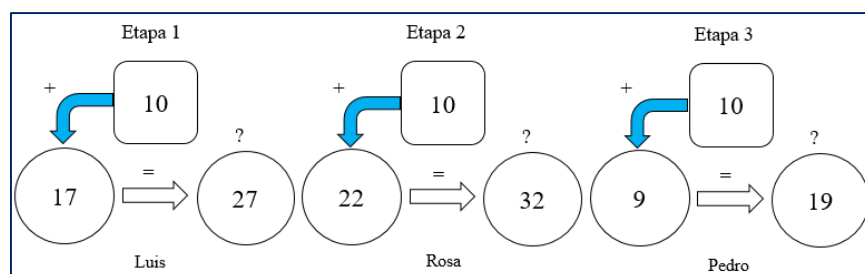 Etapa 1
Etapa 2
Etapa 3
+ 10
+ 10
+ 10
17 = ? 27
22 = ? 32
9 = ? 19
Luis
Rosa
Pedro